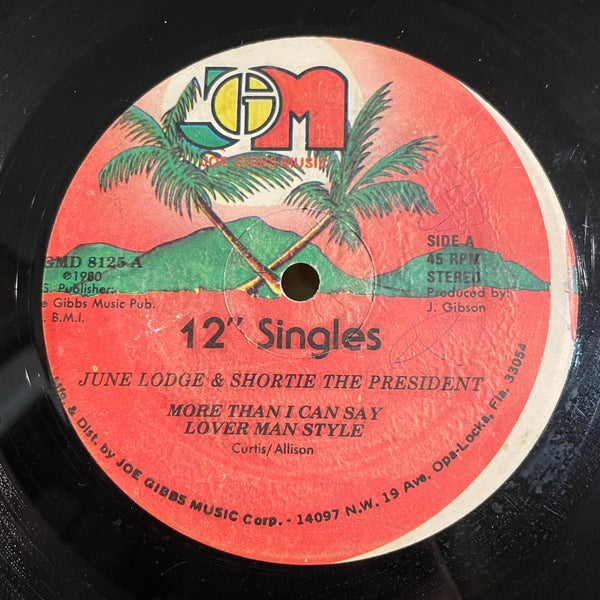 JGM
JOE GIBBS MUSIC
GMD 8125 A
©1980
S. Publisher:
e Gibbs Music Pub.
. B.M.I.
SIDE A
45 RPM
STEREO
Produced by:
J. Gibson
12" Singles
JUNE LODGE & SHORTIE THE PRESIDENT
MORE THAN I CAN SAY
LOVER MAN STYLE
Curtis/Allison
Mfg. & Dist. by JOE GIBBS MUSIC Corp. - 14097 N.W. 19 Ave. Opa-Locka, Fla. 33054